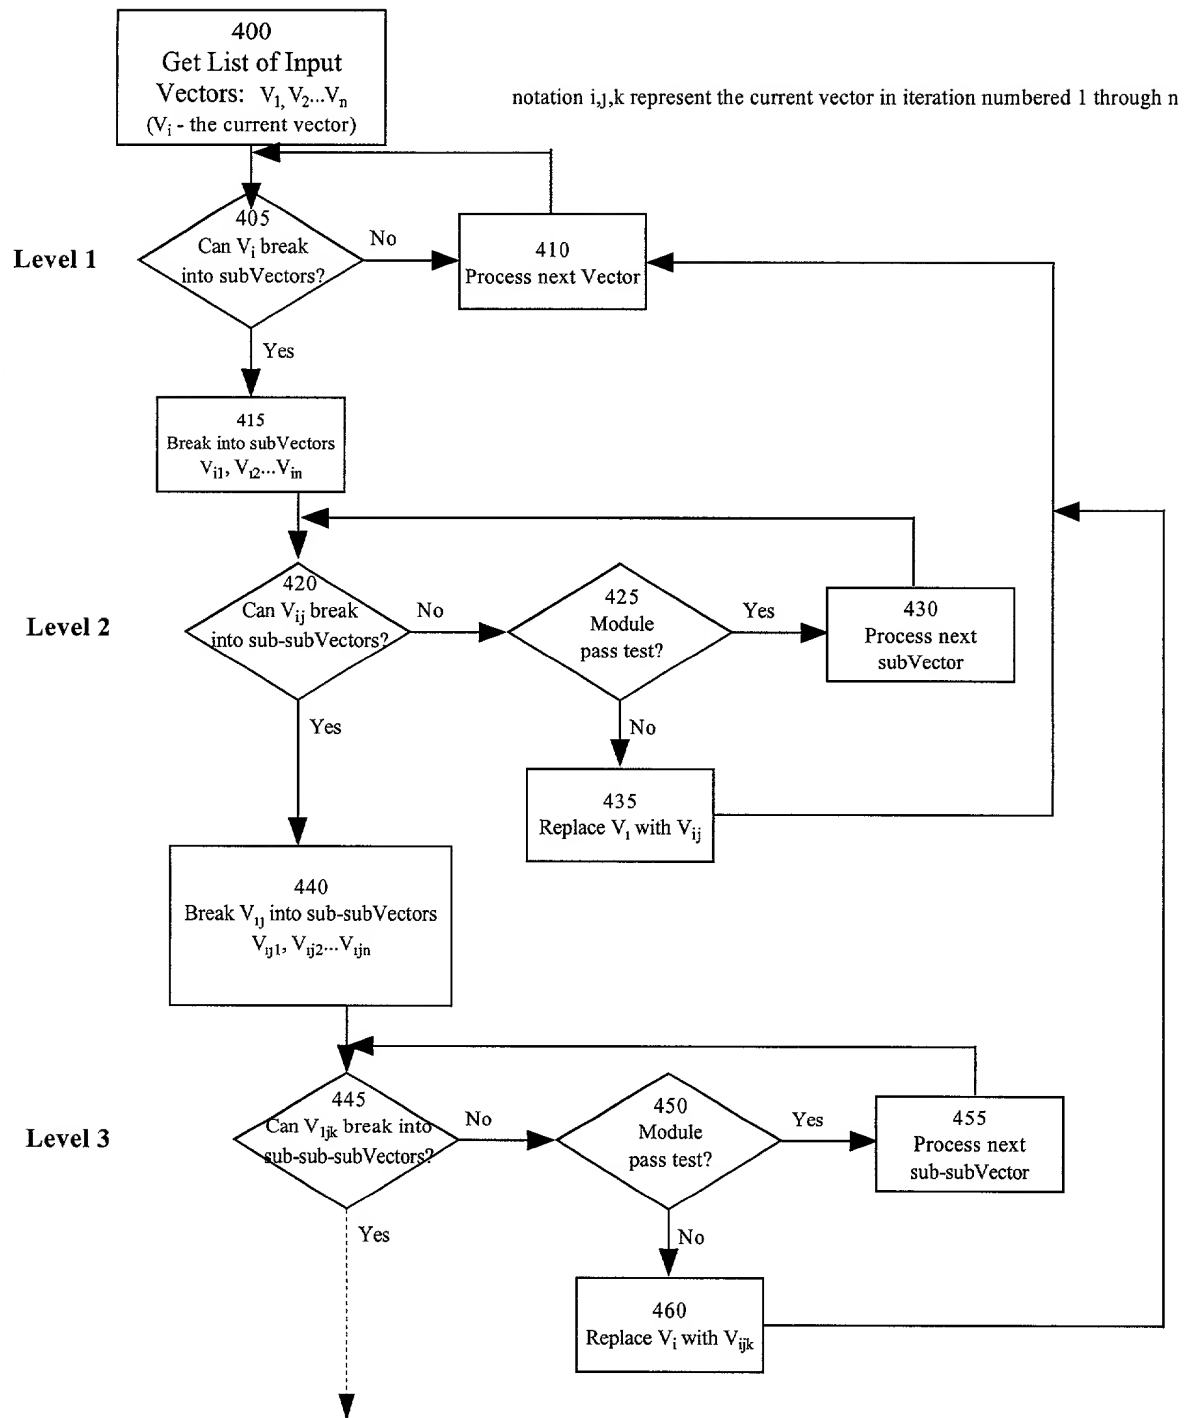 400
Get List of Input
Vectors: V₁, V₂...Vₙ
(Vᵢ - the current vector)
notation i,j,k represent the current vector in iteration numbered 1 through n
Level 1
405
Can Vᵢ break
into subVectors?
No
410
Process next Vector
Yes
415
Break into subVectors
Vᵢ₁, Vᵢ₂...Vᵢₙ
Level 2
420
Can Vᵢⱼ break
into sub-subVectors?
No
425
Module
pass test?
Yes
430
Process next
subVector
Yes
No
435
Replace Vᵢ with Vᵢⱼ
440
Break Vᵢⱼ into sub-subVectors
Vᵢⱼ₁, Vᵢⱼ₂...Vᵢⱼₙ
Level 3
445
Can Vᵢⱼₖ break into
sub-sub-subVectors?
No
450
Module
pass test?
Yes
455
Process next
sub-subVector
Yes
No
460
Replace Vᵢ with Vᵢⱼₖ